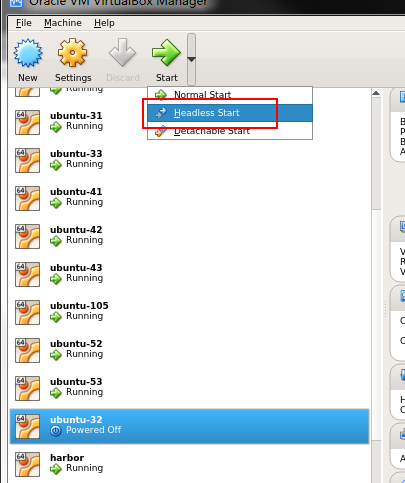 Oracle VM VirtualBox Manager
File Machine Help
New Settings Discard Start
Normal Start
Headless Start
Detachable Start
Running
ubuntu-31
Running
ubuntu-33
Running
ubuntu-41
Running
ubuntu-42
Running
ubuntu-43
Running
ubuntu-105
Running
ubuntu-52
Running
ubuntu-53
Running
ubuntu-32
Powered Off
harbor
Running